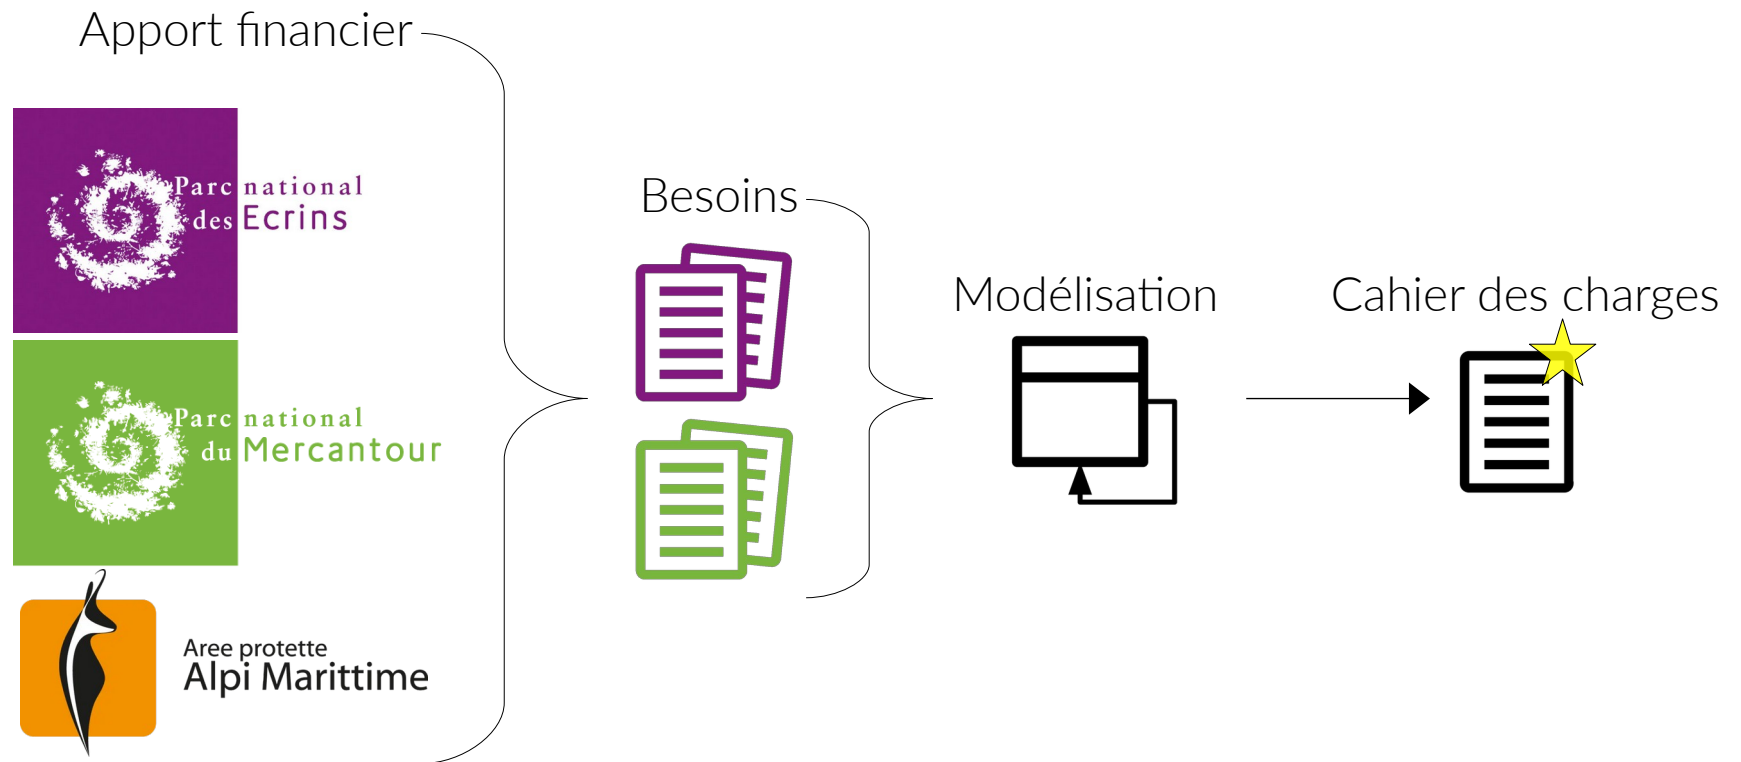 Apport financier
Parc national
des Ecrins
Parc national
du Mercantour
Aree protette
Alpi Marittime
Besoins
Modélisation
Cahier des charges